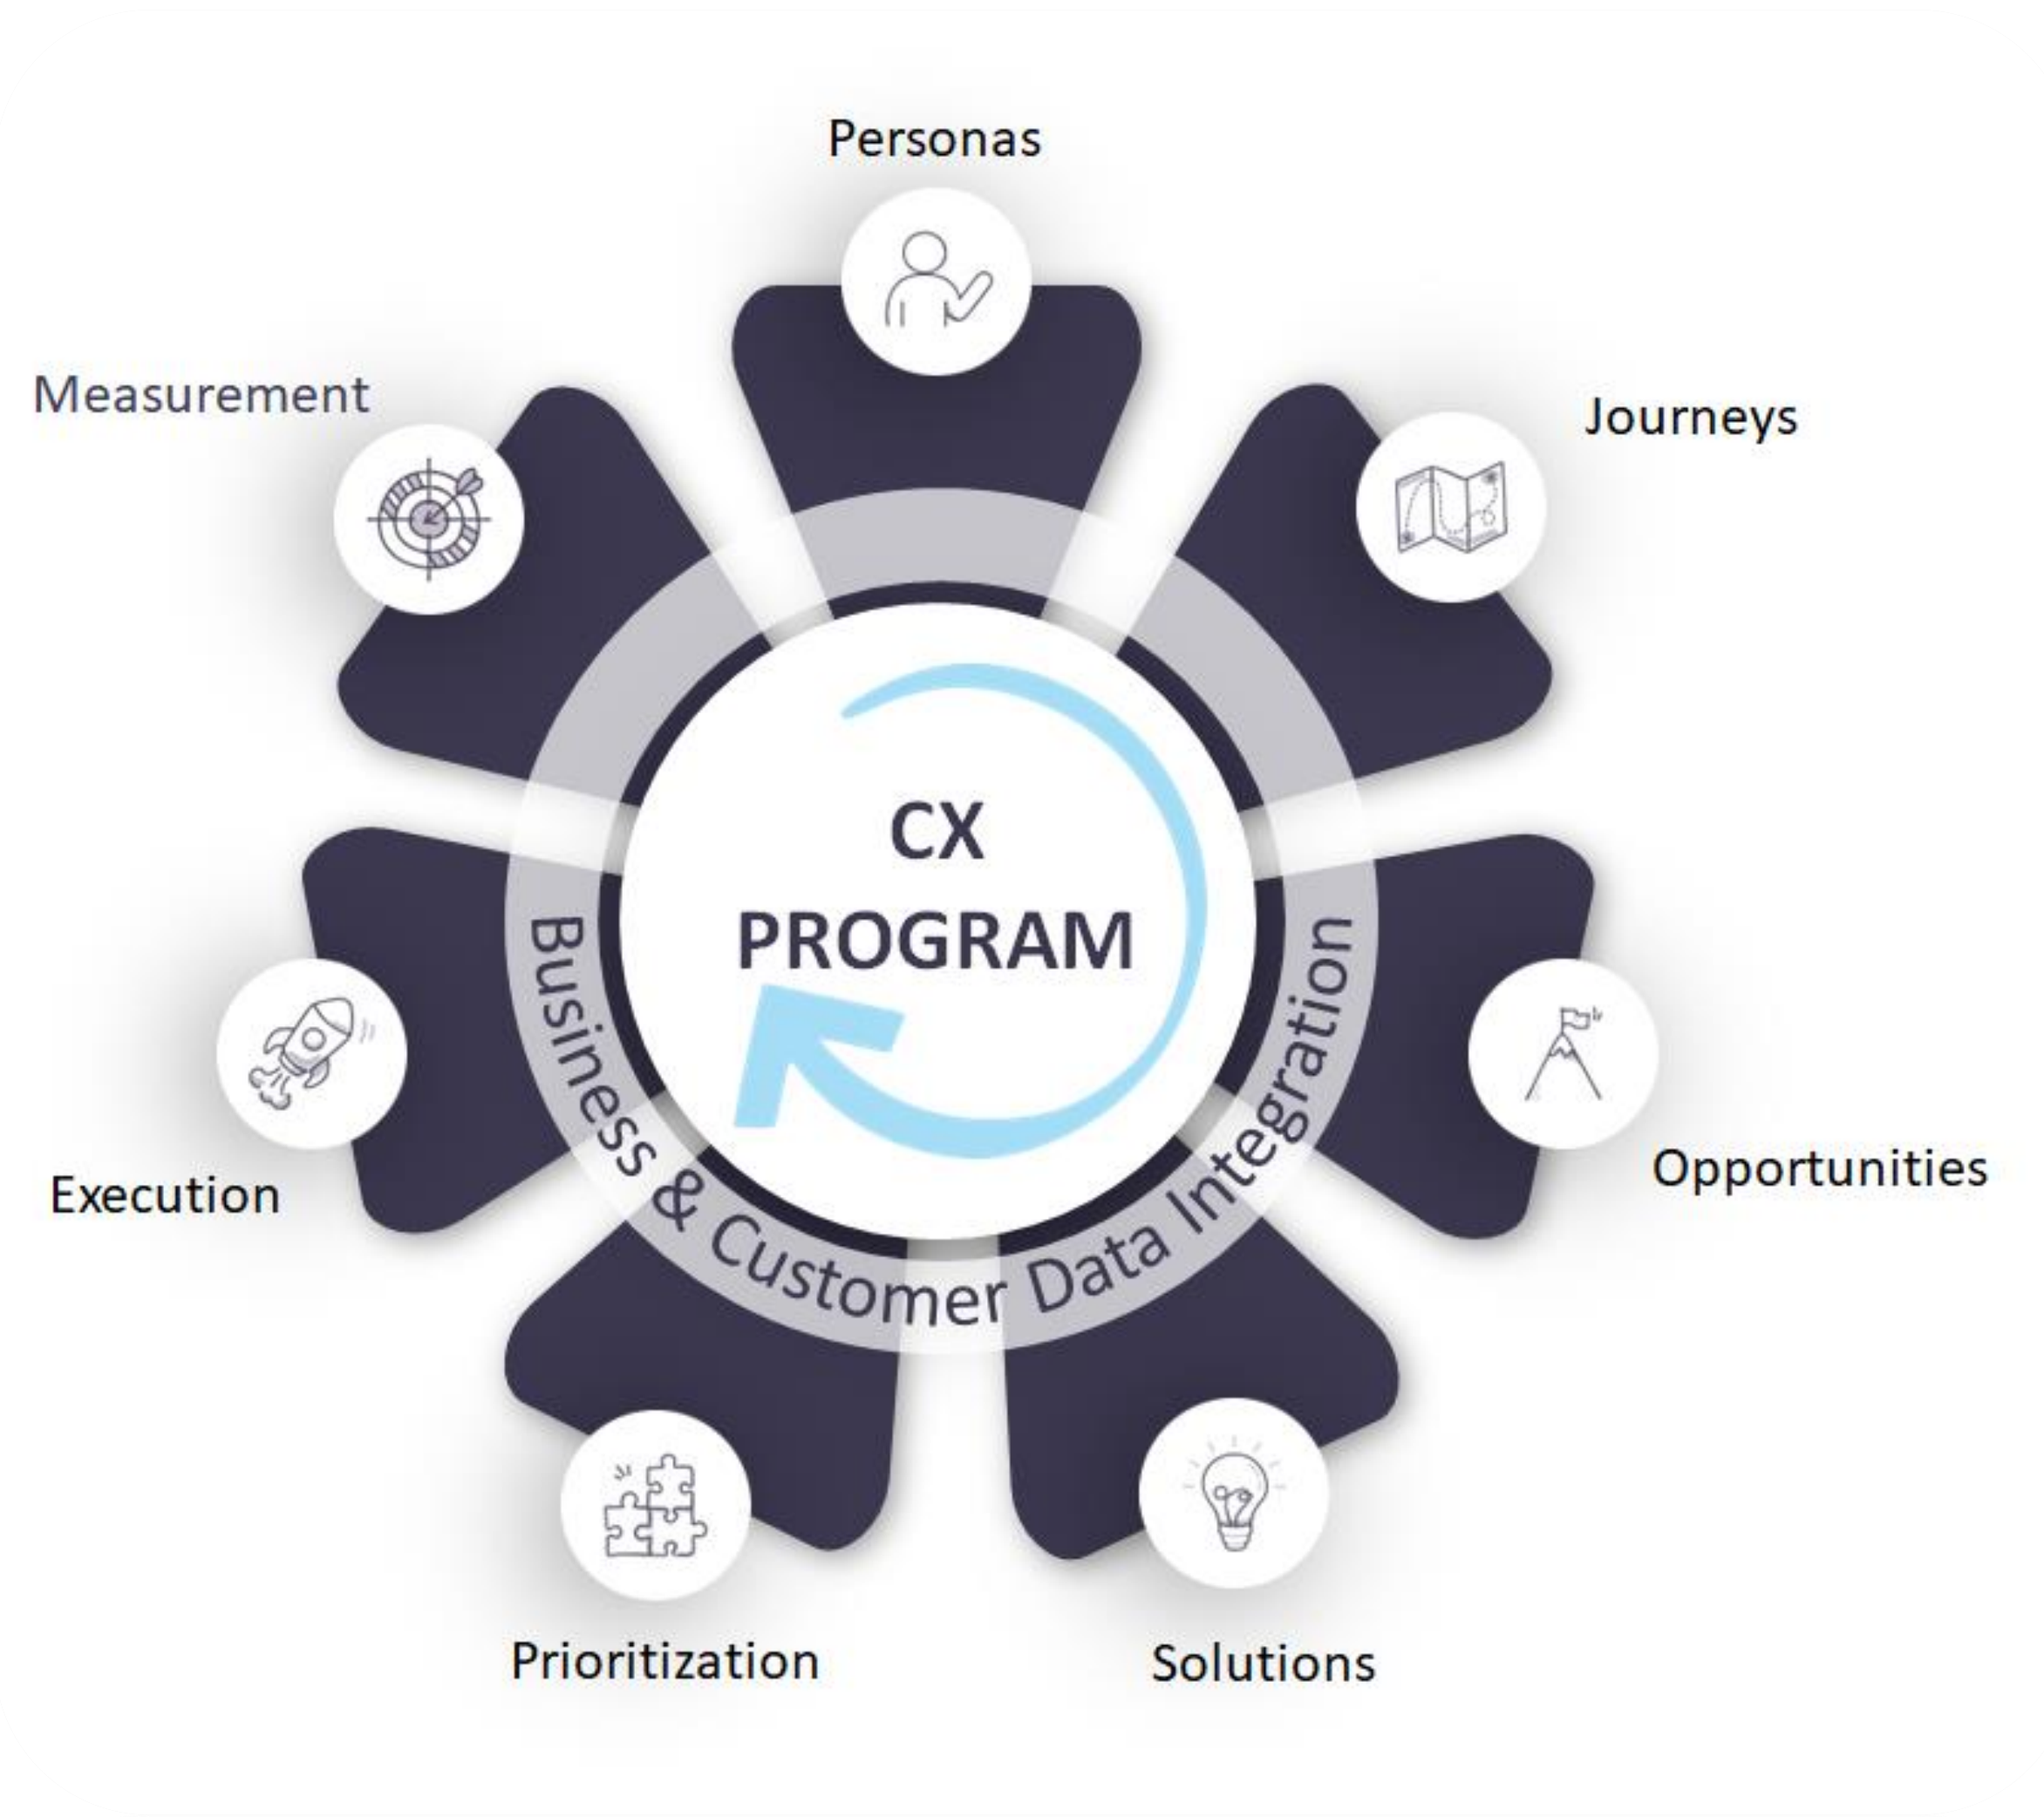 Personas
Measurement
Journeys
CX
PROGRAM
Business & Customer Data Integration
Execution
Opportunities
Prioritization
Solutions